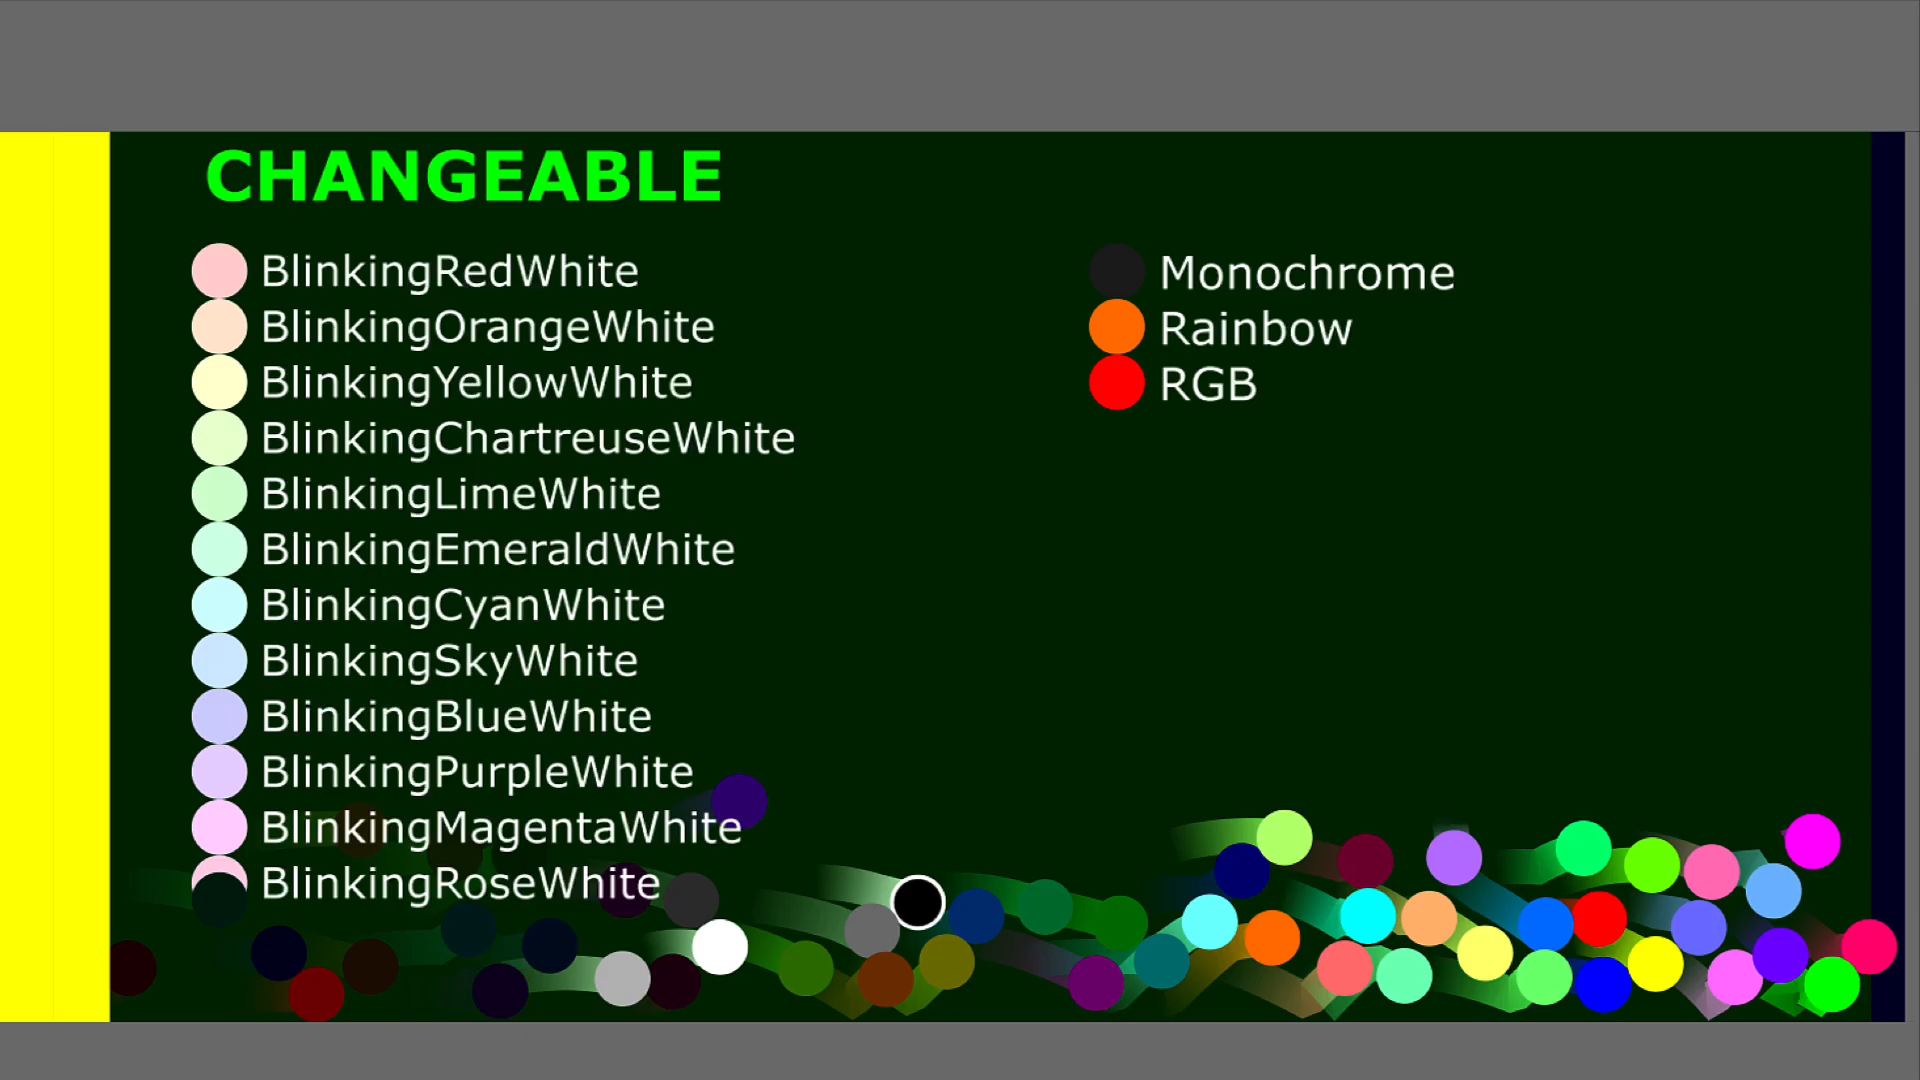 CHANGEABLE
BlinkingRedWhite
BlinkingOrangeWhite
BlinkingYellowWhite
BlinkingChartreuseWhite
BlinkingLimeWhite
BlinkingEmeraldWhite
BlinkingCyanWhite
BlinkingSkyWhite
BlinkingBlueWhite
BlinkingPurpleWhite
BlinkingMagentaWhite
BlinkingRoseWhite
Monochrome
Rainbow
RGB